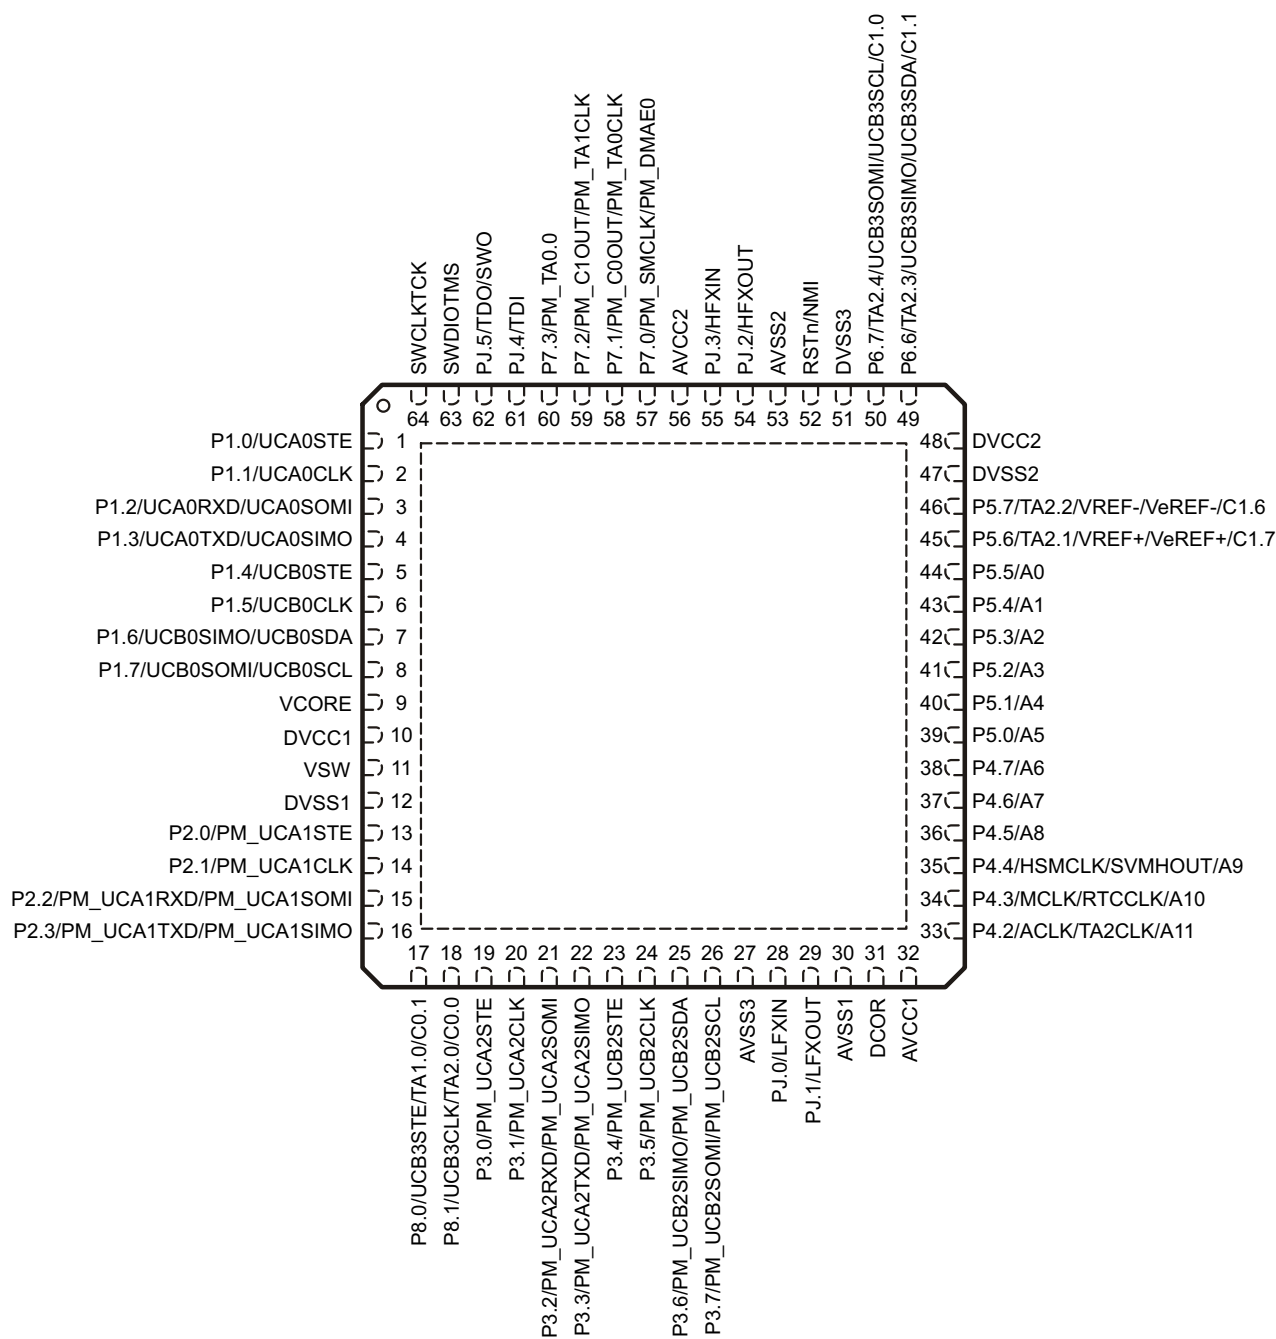 P6.7/TA2.4/UCB3SOMI/UCB3SCL/C1.0
P6.6/TA2.3/UCB3SIMO/UCB3SDA/C1.1
SWCLKTCK
SWDIOTMS
PJ.5/TDO/SWO
PJ.4/TDI
P7.3/PM_TA0.0
P7.2/PM_C1OUT/PM_TA1CLK
P7.1/PM_C0OUT/PM_TA0CLK
P7.0/PM_SMCLK/PM_DMAE0
AVCC2
PJ.3/HFXIN
PJ.2/HFXOUT
AVSS2
RSTn/NMI
DVSS3
64 63 62 61 60 59 58 57 56 55 54 53 52 51 50 49
P1.0/UCA0STE 1
P1.1/UCA0CLK 2
P1.2/UCA0RXD/UCA0SOMI 3
P1.3/UCA0TXD/UCA0SIMO 4
P1.4/UCB0STE 5
P1.5/UCB0CLK 6
P1.6/UCB0SIMO/UCB0SDA 7
P1.7/UCB0SOMI/UCB0SCL 8
VCORE 9
DVCC1 10
VSW 11
DVSS1 12
P2.0/PM_UCA1STE 13
P2.1/PM_UCA1CLK 14
P2.2/PM_UCA1RXD/PM_UCA1SOMI 15
P2.3/PM_UCA1TXD/PM_UCA1SIMO 16
48 DVCC2
47 DVSS2
46 P5.7/TA2.2/VREF-/VeREF-/C1.6
45 P5.6/TA2.1/VREF+/VeREF+/C1.7
44 P5.5/A0
43 P5.4/A1
42 P5.3/A2
41 P5.2/A3
40 P5.1/A4
39 P5.0/A5
38 P4.7/A6
37 P4.6/A7
36 P4.5/A8
35 P4.4/HSMCLK/SVMHOUT/A9
34 P4.3/MCLK/RTCCLK/A10
33 P4.2/ACLK/TA2CLK/A11
17 18 19 20 21 22 23 24 25 26 27 28 29 30 31 32
P8.0/UCB3STE/TA1.0/C0.1
P8.1/UCB3CLK/TA2.0/C0.0
P3.0/PM_UCA2STE
P3.1/PM_UCA2CLK
P3.2/PM_UCA2RXD/PM_UCA2SOMI
P3.3/PM_UCA2TXD/PM_UCA2SIMO
P3.4/PM_UCB2STE
P3.5/PM_UCB2CLK
P3.6/PM_UCB2SIMO/PM_UCB2SDA
P3.7/PM_UCB2SOMI/PM_UCB2SCL
AVSS3
PJ.0/LFXIN
PJ.1/LFXOUT
AVSS1
DCOR
AVCC1